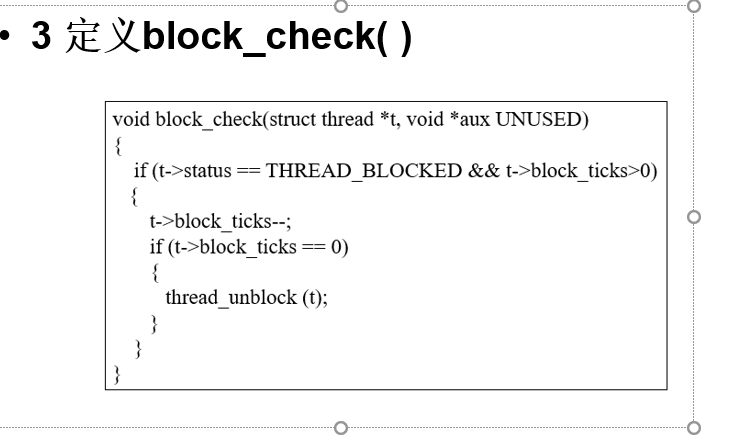 • 3 定义block_check( )
void block_check(struct thread *t, void *aux UNUSED)
{
if (t->status == THREAD_BLOCKED && t->block_ticks>0)
{
t->block_ticks--;
if (t->block_ticks == 0)
{
thread_unblock (t);
}
}
}